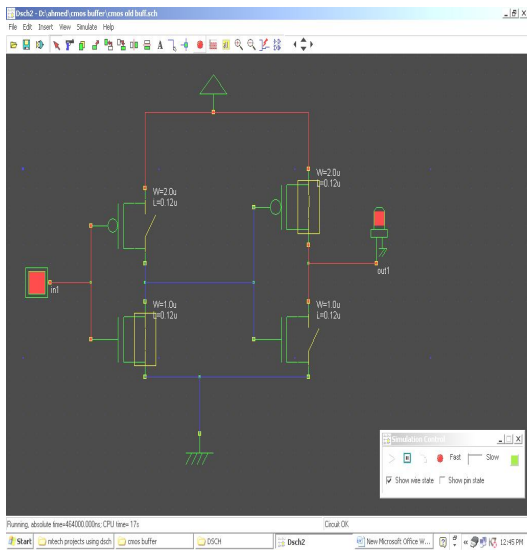 Dsch2 - D:\ahmed\cmos buffer\cmos old buff.sch
File Edit Insert View Simulate Help
W=2.0u
L=0.12u
W=2.0u
L=0.12u
in1
out1
W=1.0u
L=0.12u
W=1.0u
L=0.12u
Simulation Control
Fast Slow
Show wire state Show pin state
Running, absolute time=464000.000ns; CPU time= 17s Circuit OK
Start nitech projects using dsch cmos buffer DSCH Dsch2 New Microsoft Office W... 12:45 PM